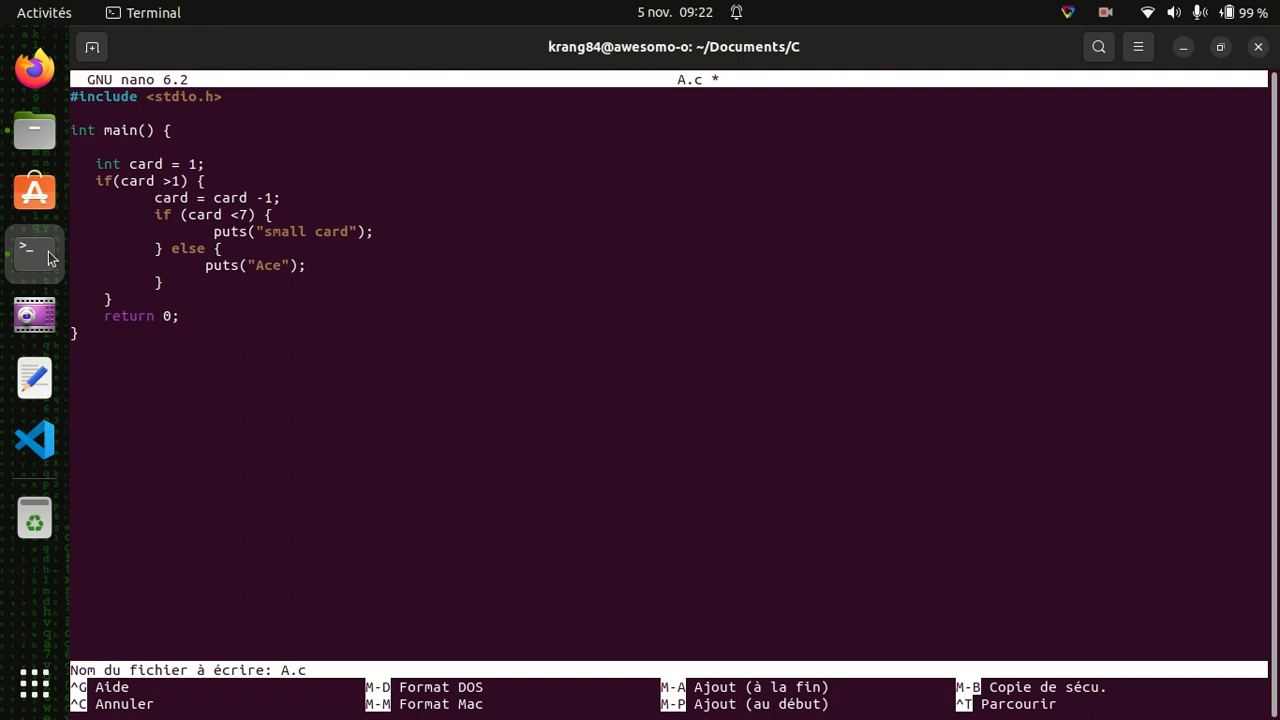 Activités Terminal 5 nov. 09:22 99 %
krang84@awesomo-o: ~/Documents/C
GNU nano 6.2 A.c *
#include <stdio.h>
int main() {
int card = 1;
if(card >1) {
card = card -1;
if (card <7) {
puts("small card");
} else {
puts("Ace");
}
}
return 0;
}
Nom du fichier à écrire: A.c
^G Aide M-D Format DOS M-A Ajout (à la fin) M-B Copie de sécu.
^C Annuler M-M Format Mac M-P Ajout (au début) ^T Parcourir